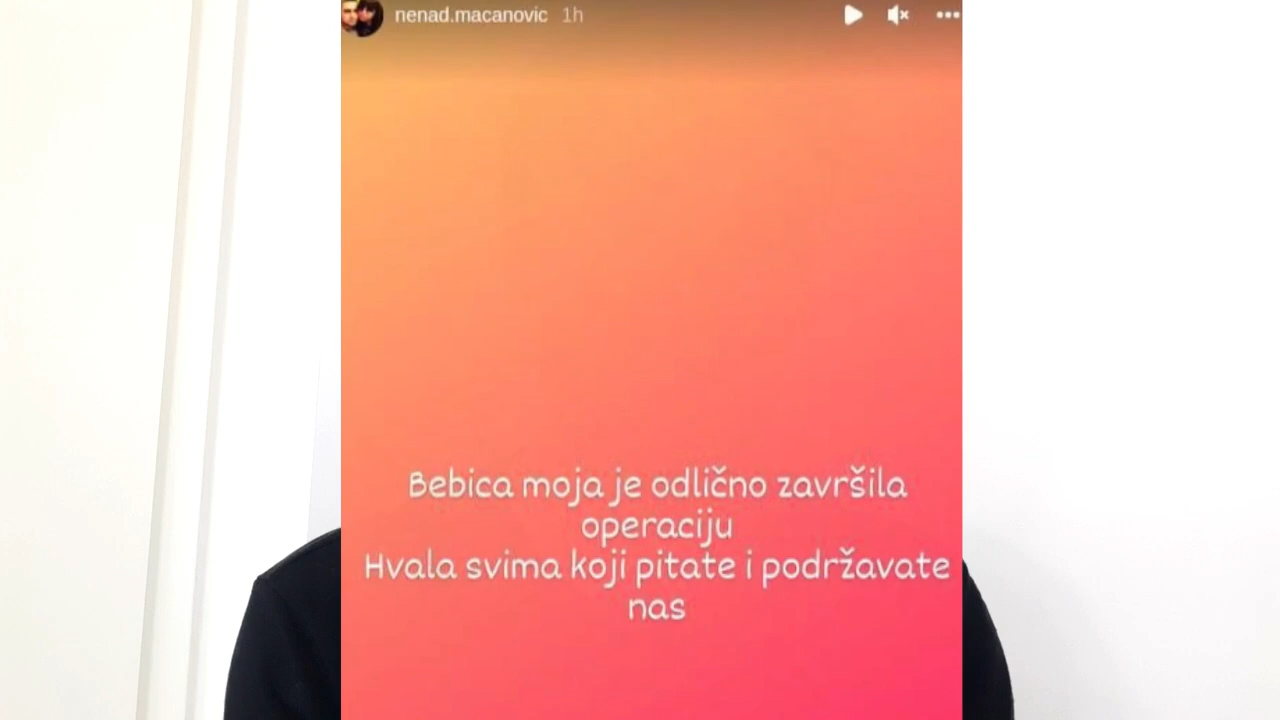 nenad.macanovic 1h
Bebica moja je odlično završila
operaciju
Hvala svima koji pitate i podržavate
nas